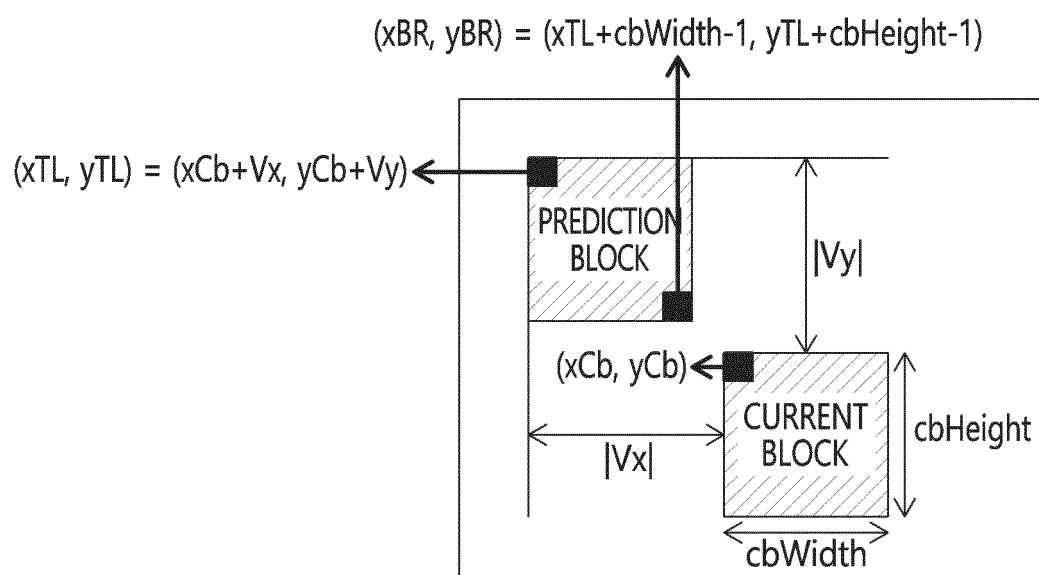 (xBR, yBR) = (xTL+cbWidth-1, yTL+cbHeight-1)
(xTL, yTL) = (xCb+Vx, yCb+Vy)
PREDICTION
BLOCK
|Vy|
(xCb, yCb)
CURRENT
BLOCK
cbHeight
|Vx|
cbWidth